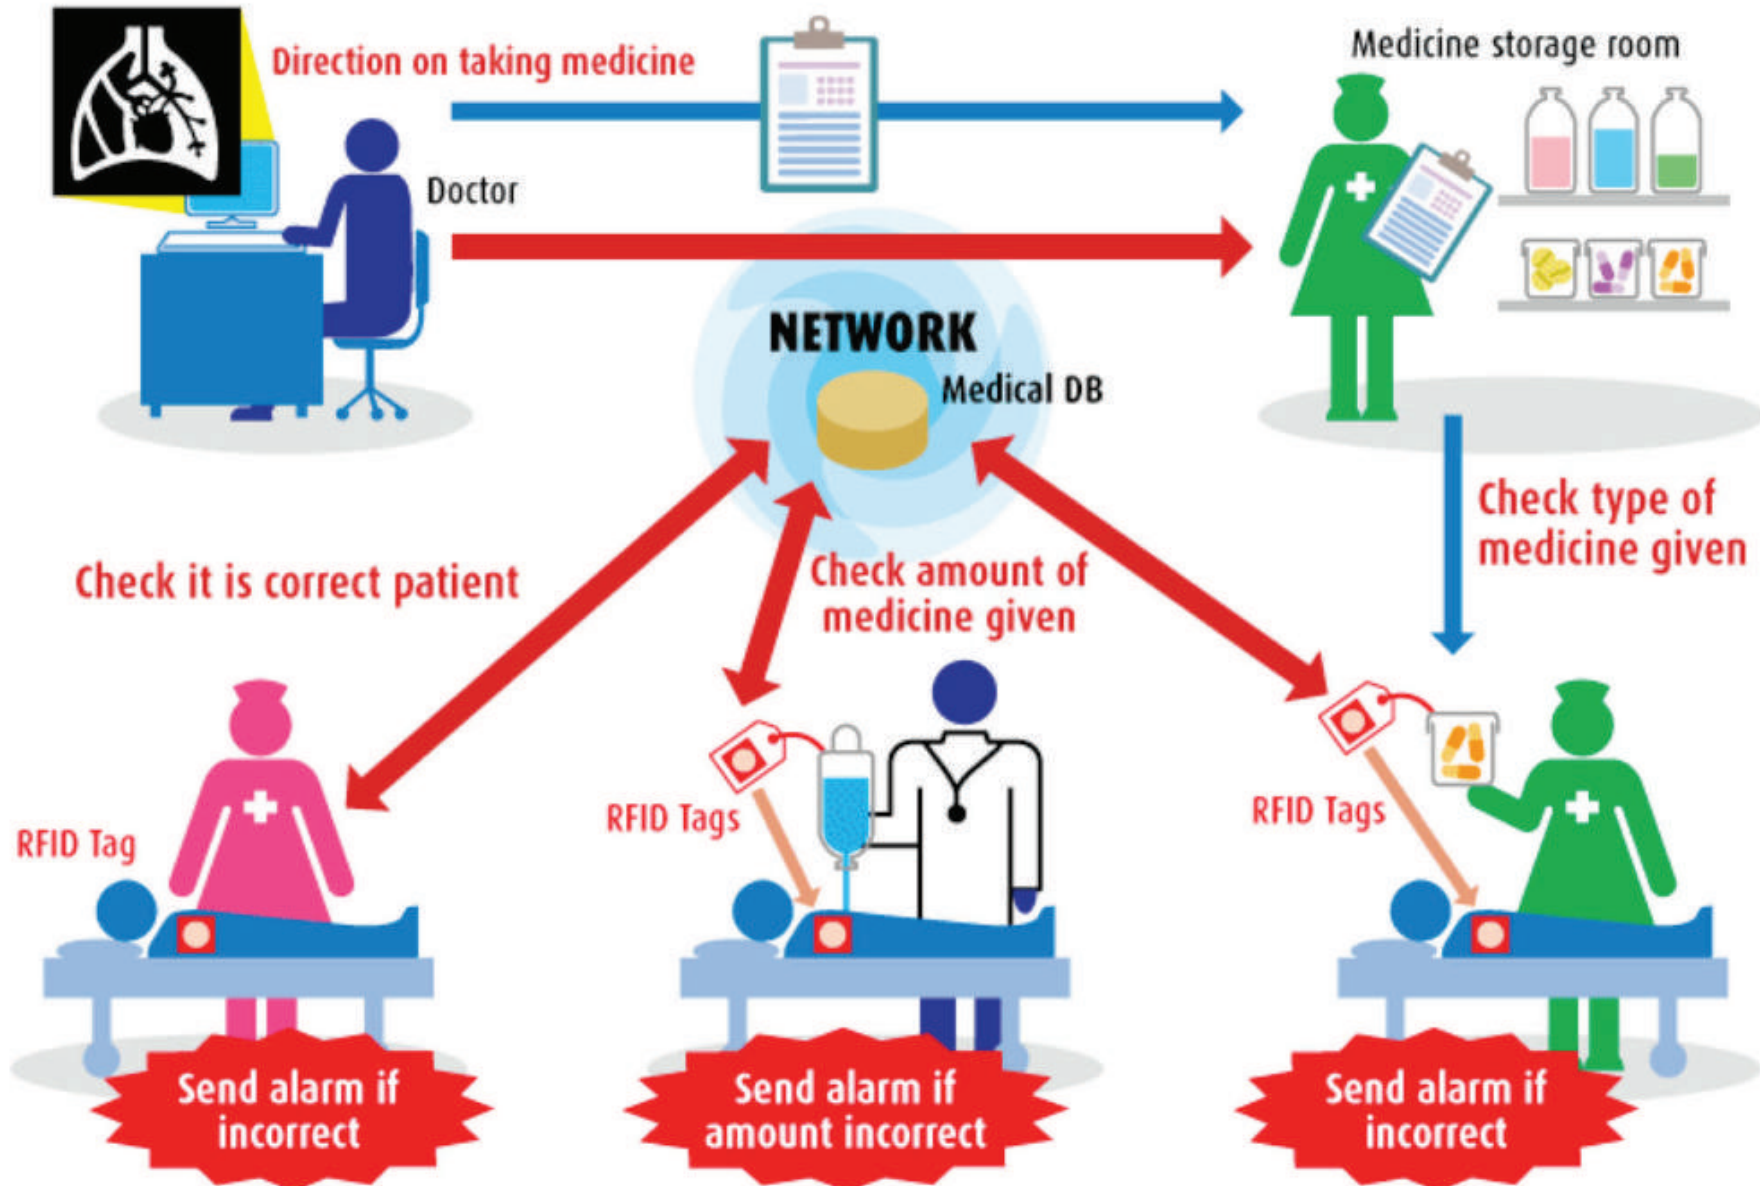 Direction on taking medicine
Medicine storage room
Doctor
NETWORK
Medical DB
Check type of
medicine given
Check it is correct patient
Check amount of
medicine given
RFID Tag
RFID Tags
RFID Tags
Send alarm if
incorrect
Send alarm if
amount incorrect
Send alarm if
incorrect